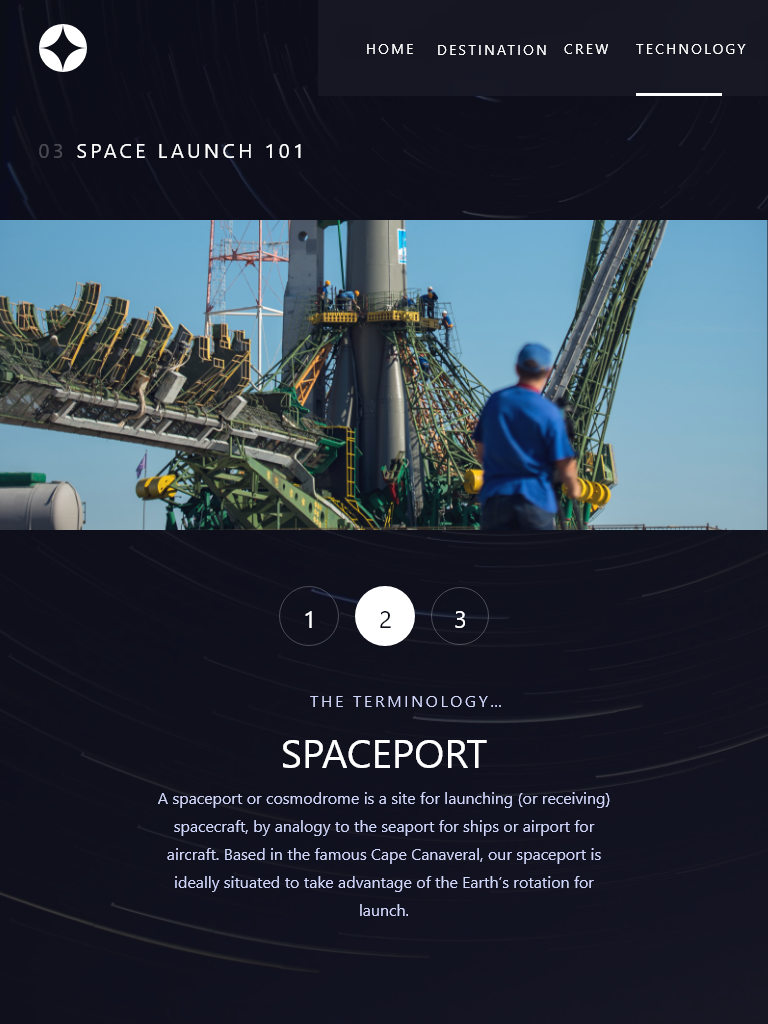 HOME DESTINATION CREW TECHNOLOGY
03 SPACE LAUNCH 101
1 2 3
THE TERMINOLOGY…
SPACEPORT
A spaceport or cosmodrome is a site for launching (or receiving)
spacecraft, by analogy to the seaport for ships or airport for
aircraft. Based in the famous Cape Canaveral, our spaceport is
ideally situated to take advantage of the Earth’s rotation for
launch.